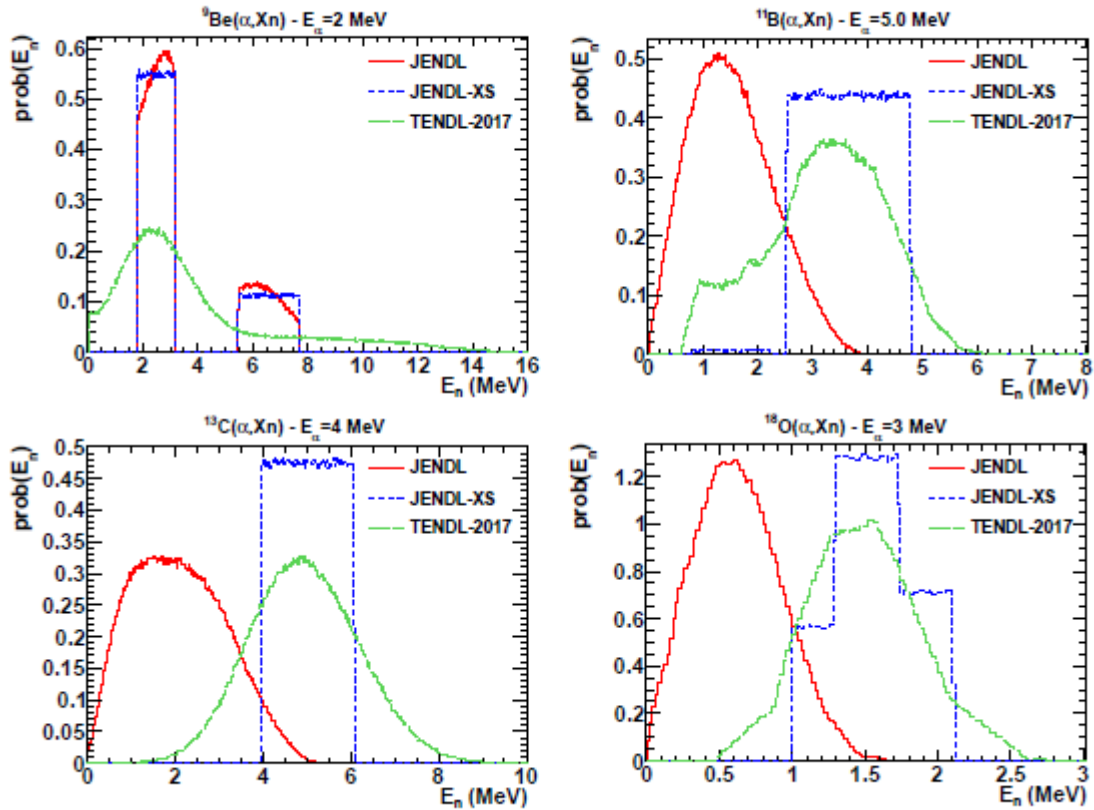 ⁹Be(α,Xn) - Eα=2 MeV
prob(En)
0.6
0.5
0.4
0.3
0.2
0.1
0
JENDL
JENDL-XS
TENDL-2017
0 2 4 6 8 10 12 14 16
En (MeV)
¹¹B(α,Xn) - Eα=5.0 MeV
prob(En)
0.5
0.4
0.3
0.2
0.1
0
JENDL
JENDL-XS
TENDL-2017
0 1 2 3 4 5 6 7 8
En (MeV)
¹³C(α,Xn) - Eα=4 MeV
prob(En)
0.5
0.45
0.4
0.35
0.3
0.25
0.2
0.15
0.1
0.05
0
JENDL
JENDL-XS
TENDL-2017
0 2 4 6 8 10
En (MeV)
¹⁸O(α,Xn) - Eα=3 MeV
prob(En)
1.2
1
0.8
0.6
0.4
0.2
0
JENDL
JENDL-XS
TENDL-2017
0 0.5 1 1.5 2 2.5 3
En (MeV)